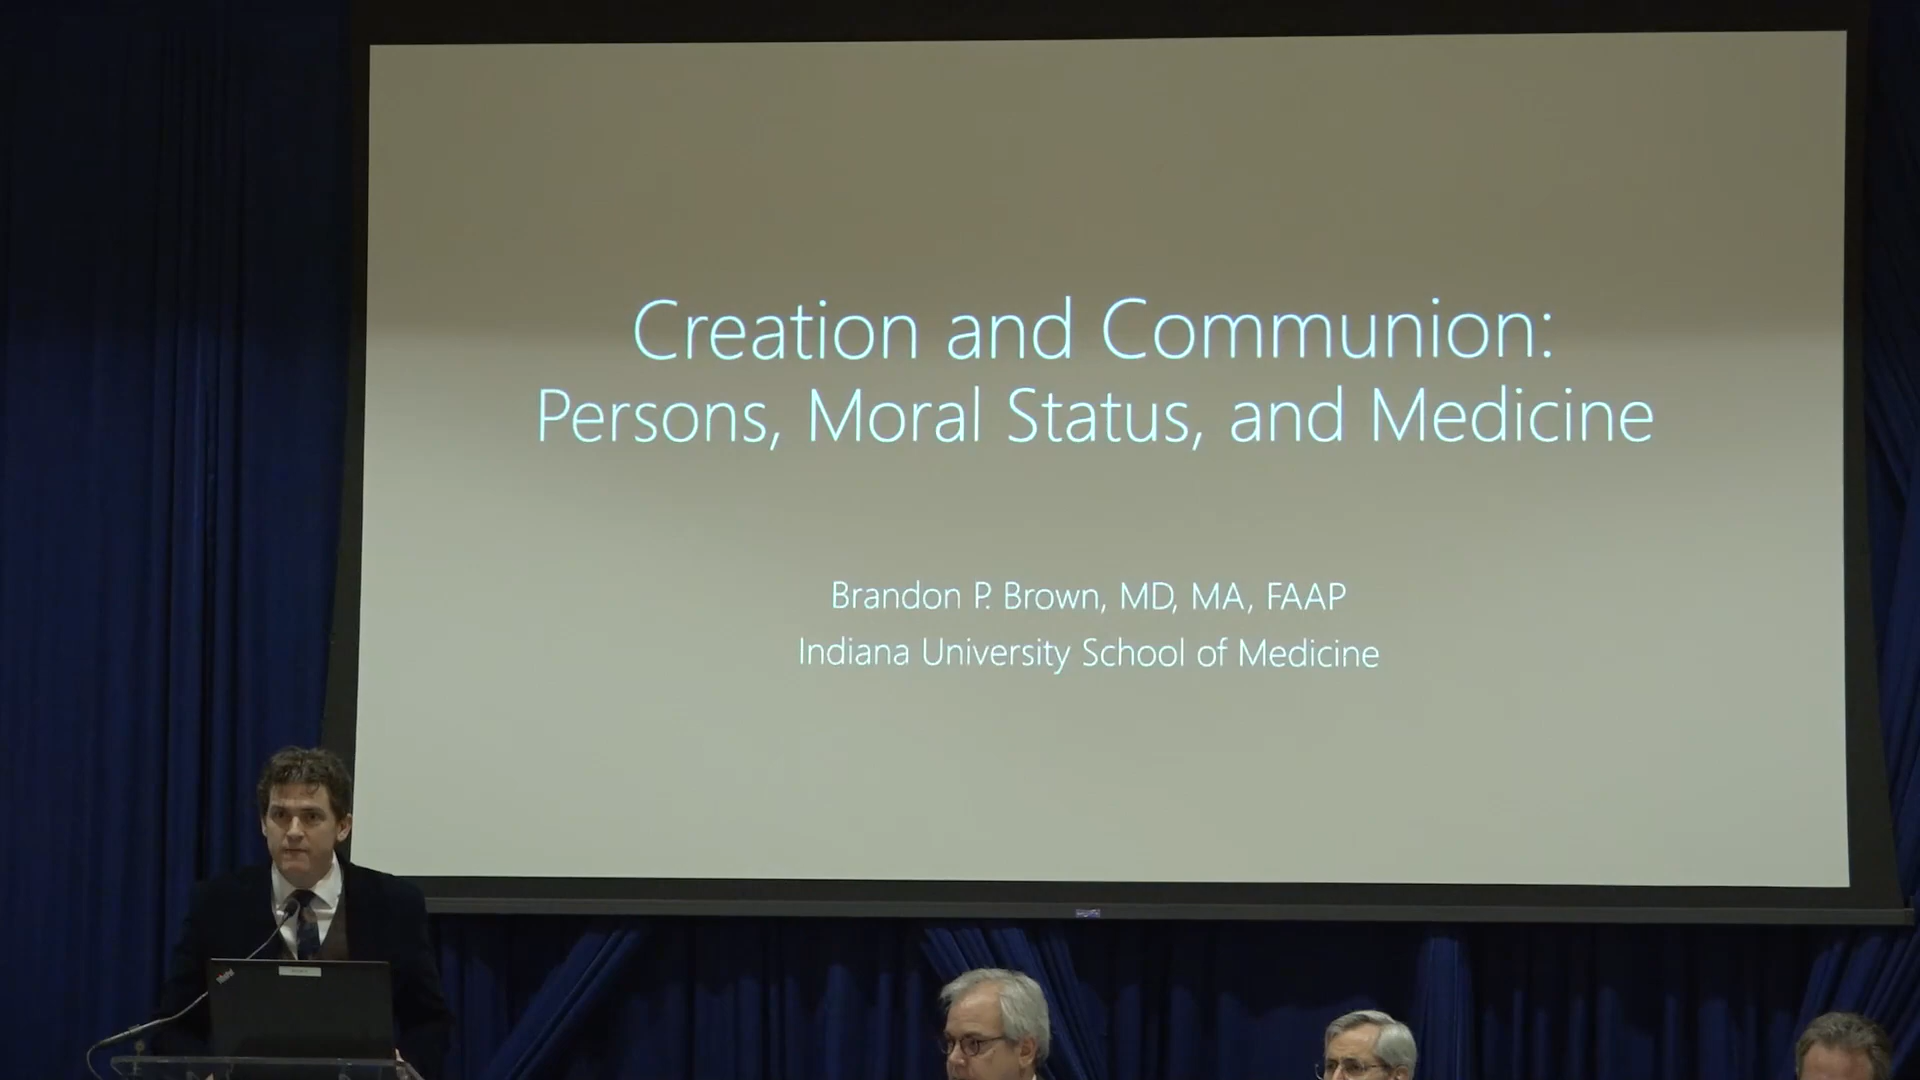 Creation and Communion:
Persons, Moral Status, and Medicine
Brandon P. Brown, MD, MA, FAAP
Indiana University School of Medicine